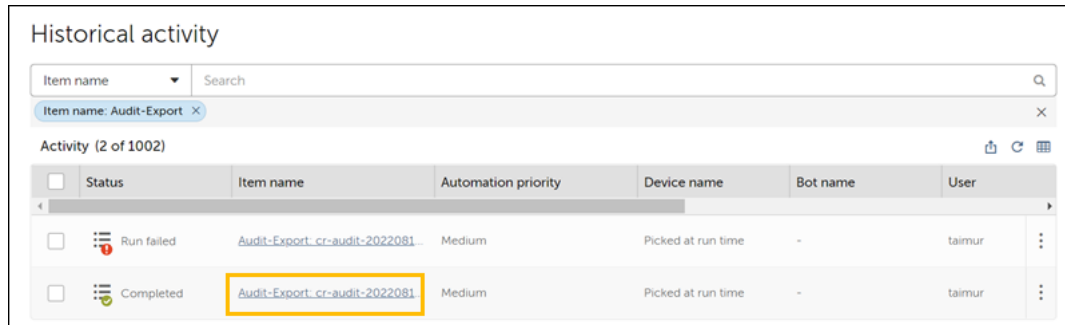 Historical activity
Item name Search
Item name: Audit-Export ×
Activity (2 of 1002)
Status Item name Automation priority Device name Bot name User
Run failed Audit-Export: cr-audit-2022081... Medium Picked at run time - taimur
Completed Audit-Export: cr-audit-2022081... Medium Picked at run time - taimur